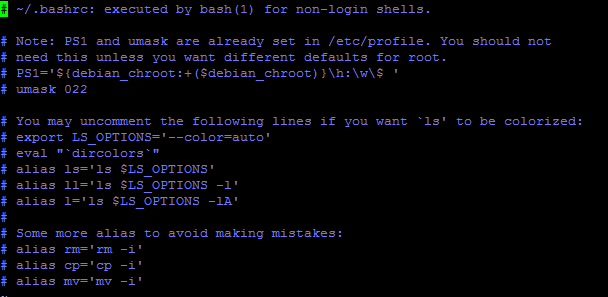 # ~/.bashrc: executed by bash(1) for non-login shells.
# Note: PS1 and umask are already set in /etc/profile. You should not
# need this unless you want different defaults for root.
# PS1='${debian_chroot:+($debian_chroot)}\h:\w\$ '
# umask 022
# You may uncomment the following lines if you want `ls' to be colorized:
# export LS_OPTIONS='--color=auto'
# eval "`dircolors`"
# alias ls='ls $LS_OPTIONS'
# alias ll='ls $LS_OPTIONS -l'
# alias l='ls $LS_OPTIONS -lA'
#
# Some more alias to avoid making mistakes:
# alias rm='rm -i'
# alias cp='cp -i'
# alias mv='mv -i'